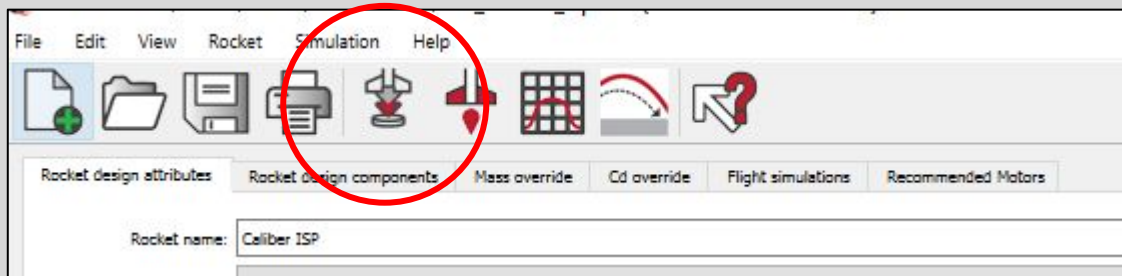 File Edit View Rocket Simulation Help
Rocket design attributes Rocket design components Mass override Cd override Flight simulations Recommended Motors
Rocket name: Caliber ISP